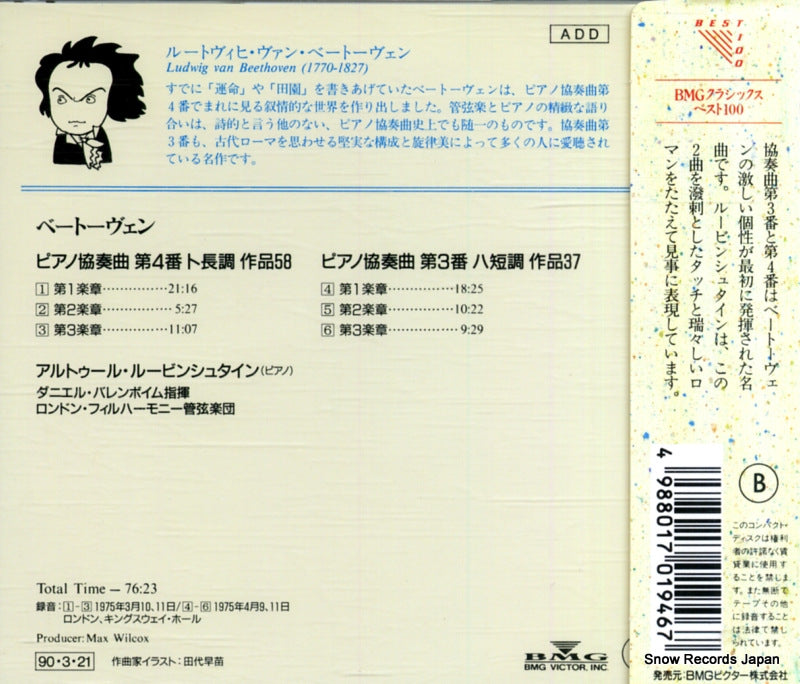 ADD
ルートヴィヒ・ヴァン・ベートーヴェン
Ludwig van Beethoven (1770-1827)
すでに「運命」や「田園」を書きあげていたベートーヴェンは、ピアノ協奏曲第
4番でまれに見る叙情的な世界を作り出しました。管弦楽とピアノの精緻な語り
合いは、詩的と言う他のない、ピアノ協奏曲史上でも随一のものです。協奏曲第
3番も、古代ローマを思わせる堅実な構成と旋律美によって多くの人に愛聴され
ている名作です。
ベートーヴェン
ピアノ協奏曲 第4番 ト長調 作品58
1 第1楽章……………21:16
2 第2楽章……………5:27
3 第3楽章……………11:07
ピアノ協奏曲 第3番 ハ短調 作品37
4 第1楽章……………18:25
5 第2楽章……………10:22
6 第3楽章……………9:29
アルトゥール・ルービンシュタイン(ピアノ)
ダニエル・バレンボイム指揮
ロンドン・フィルハーモニー管弦楽団
Total Time — 76:23
録音:1-3 1975年3月10、11日/4-6 1975年4月9、11日
ロンドン、キングスウェイ・ホール
Producer: Max Wilcox
90・3・21
作曲家イラスト:田代早苗
BMG
BMG VICTOR, INC.
BEST
100
BMGクラシックス
ベスト100
協奏曲第3番と第4番はベートーヴェ
ンの激しい個性が最初に発揮された名
曲です。ルービンシュタインは、この
2曲を溌剌としたタッチと瑞々しいロ
マンをたたえて見事に表現しています。
B
4 988017 019467
このコンパクト・
ディスクは権利
者の許諾なく賃
貸業に使用す
ることを禁じま
す。また無断で
テープその他
に録音すること
は法律で禁じ
られています。
Snow Records Japan
発売元:BMGビクター株式会社